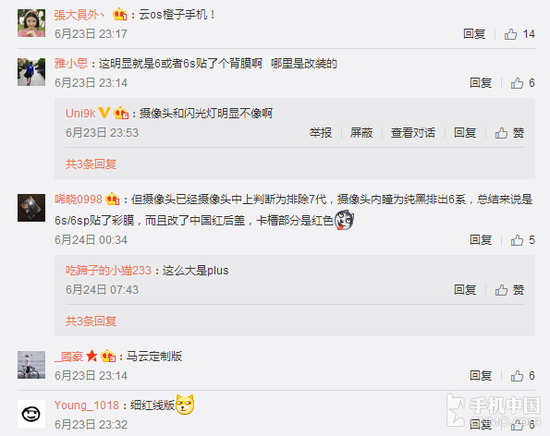 張大員外丶：云os橙子手机！
6月23日 23:17 回复 14
雅小思：这明显就是6或者6s贴了个背膜啊 哪里是改装的
6月23日 23:14 回复 6
Uni9k：摄像头和闪光灯明显不像啊
6月23日 23:53 举报 屏蔽 查看对话 回复 赞
共3条回复
唏晓0998：但摄像头已经摄像头中上判断为排除7代，摄像头内瞳为纯黑排出6系，总结来说是
6s/6sp贴了彩膜，而且改了中国红后盖，卡槽部分是红色
6月24日 00:34 回复 5
吃蹄子的小猫233：这么大是plus
6月24日 07:43 回复 赞
共3条回复
_國豪：马云定制版
6月23日 23:14 回复 6
Young_1018：细红线版
6月23日 23:32 回复 6
手机中国
CNMO.COM